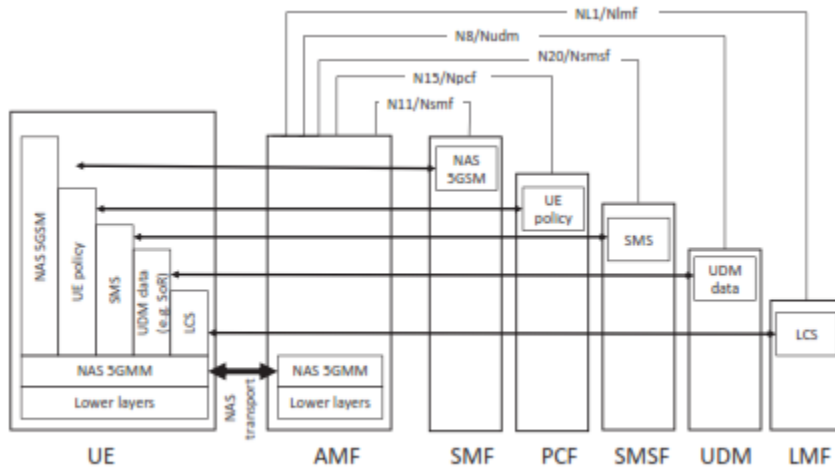 NL1/Nlmf
N8/Nudm
N20/Nsmsf
N15/Npcf
N11/Nsmf
NAS
5GSM
UE
policy
SMS
UDM
data
LCS
NAS 5GSM
UE policy
SMS
UDM data
(e.g. SoR)
LCS
NAS 5GMM
Lower layers
NAS
transport
NAS 5GMM
Lower layers
UE
AMF
SMF
PCF
SMSF
UDM
LMF